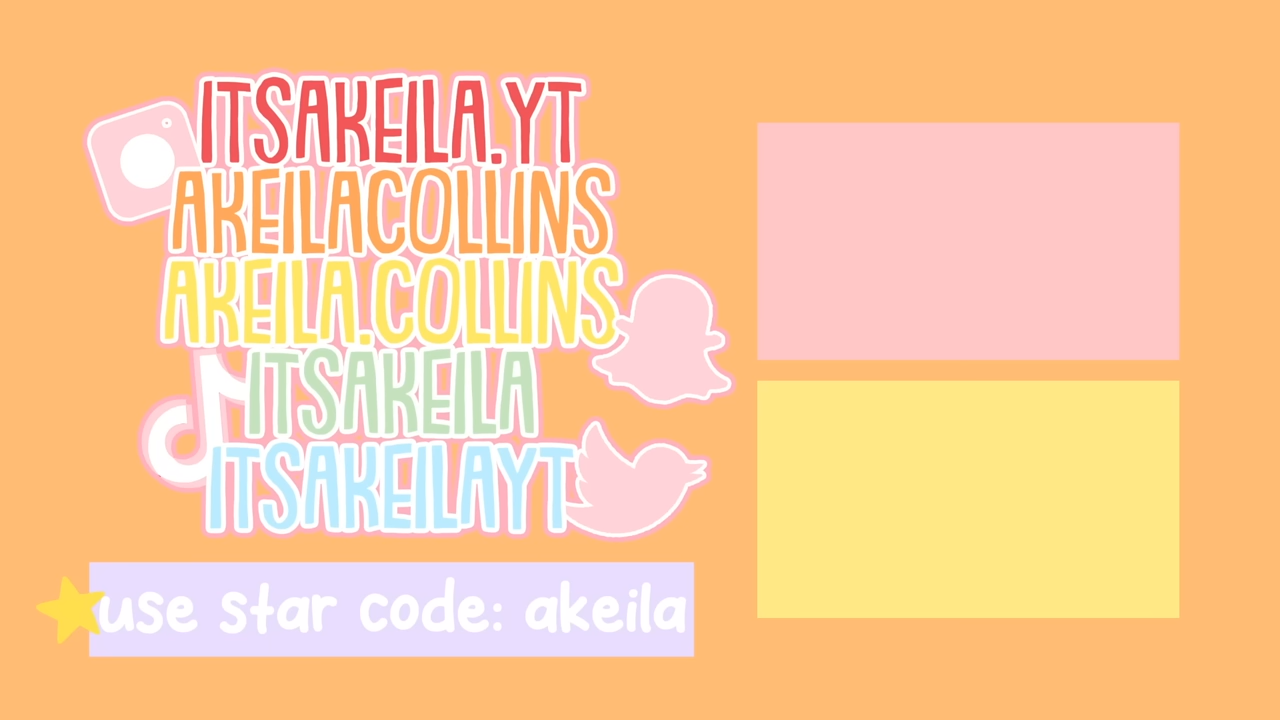 ITSAKEILA.YT
AKEILACOLLINS
AKEILA.COLLINS
ITSAKEILA
ITSAKEILAYT
use star code: akeila